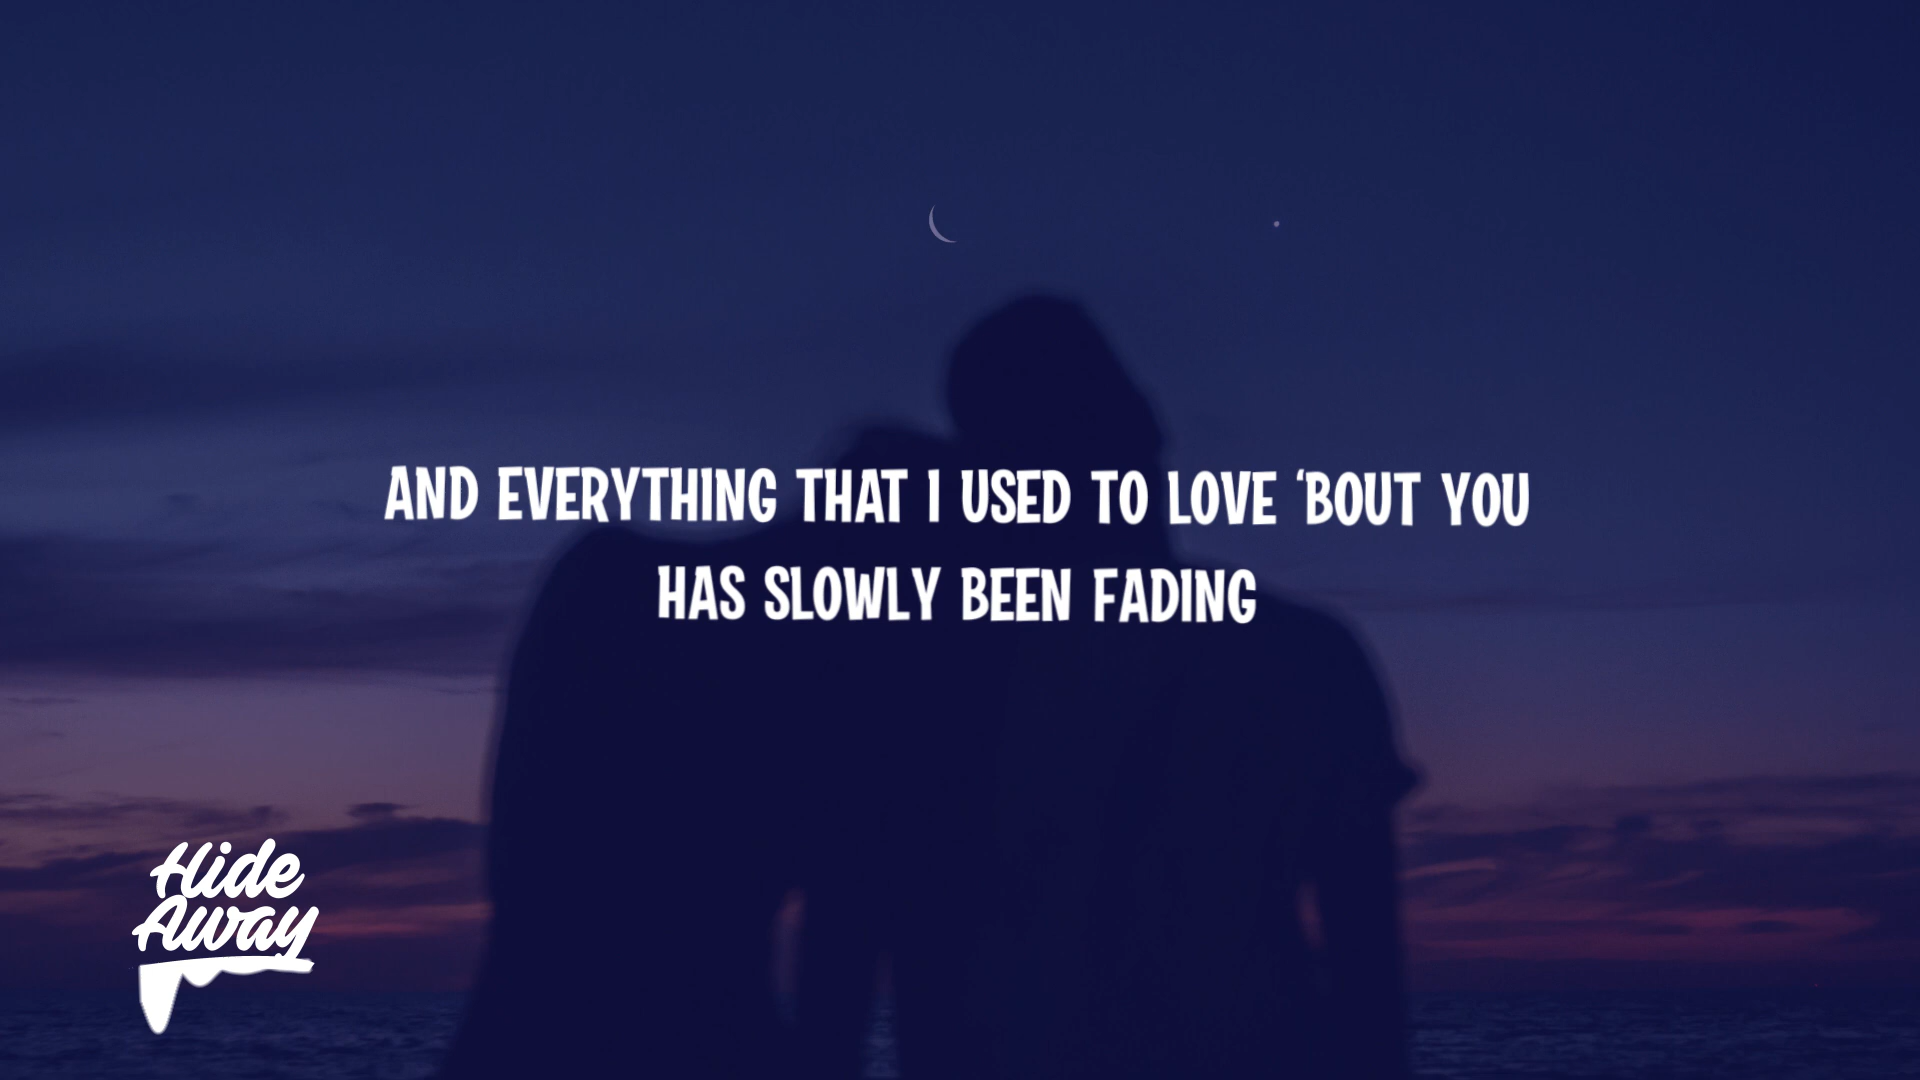 AND EVERYTHING THAT I USED TO LOVE ‘BOUT YOU
HAS SLOWLY BEEN FADING
Hide
Away